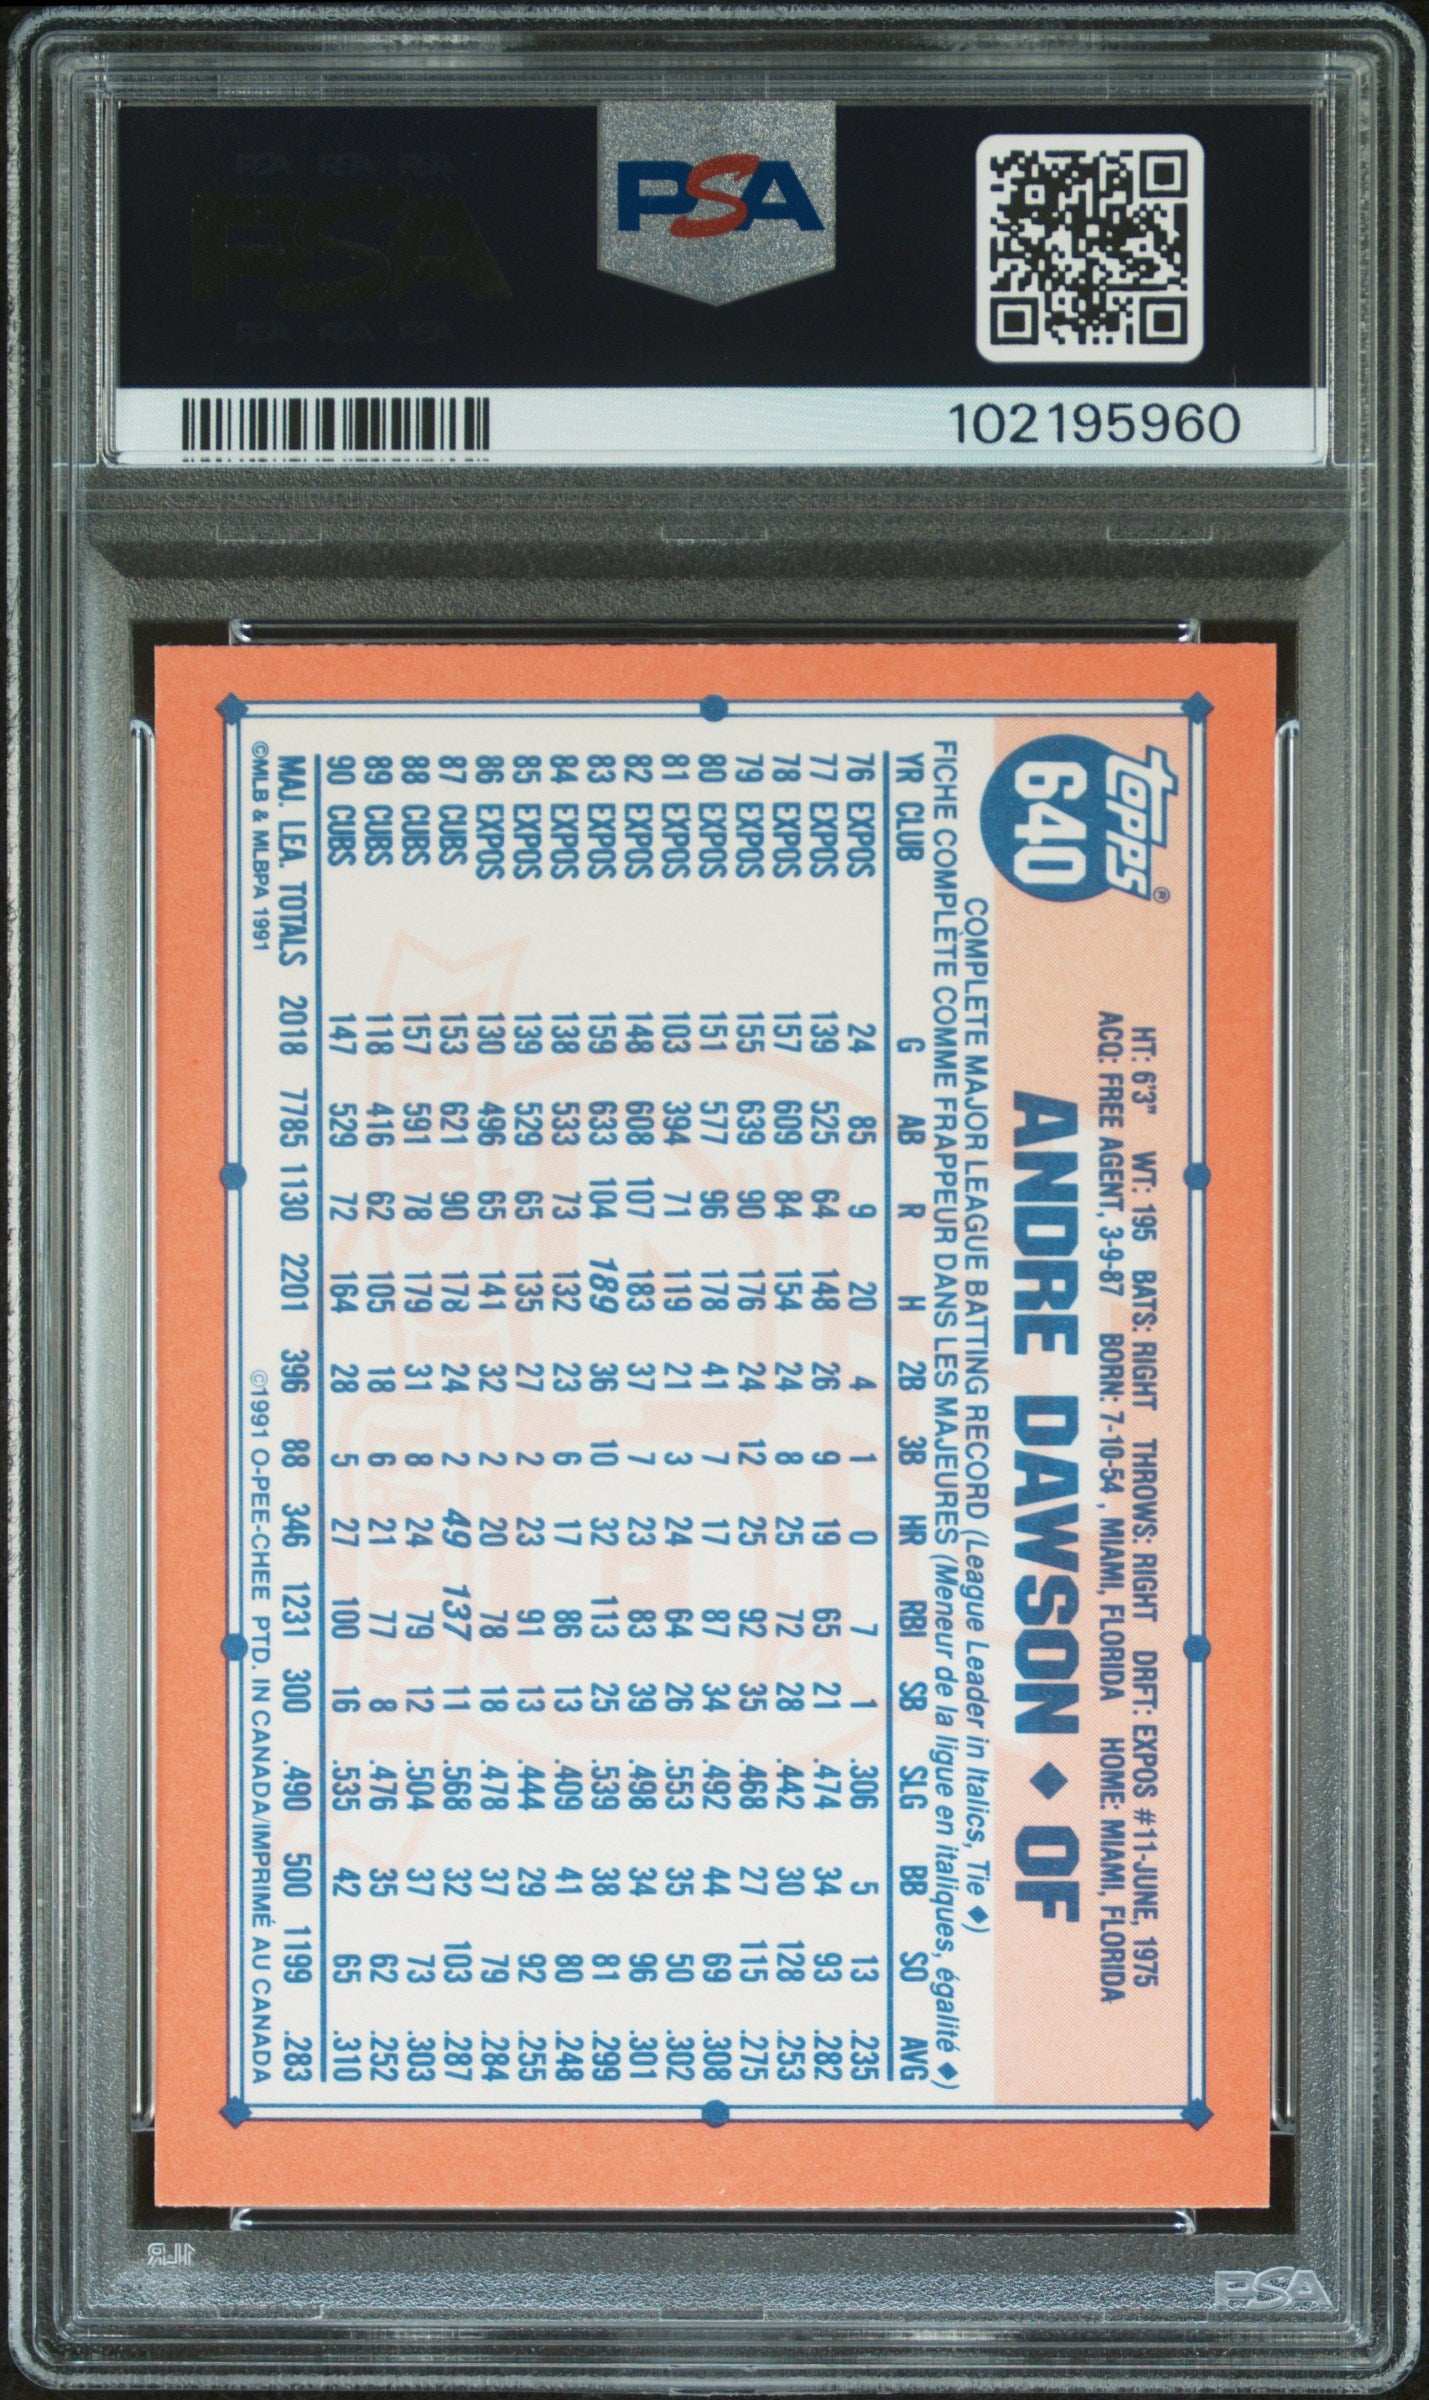 PSA
PSA PSA PSA
PSA
PSA PSA PSA
102195960
topps®
640
HT: 6'3" WT: 195 BATS: RIGHT THROWS: RIGHT DRFT: EXPOS #11-JUNE, 1975
ACQ: FREE AGENT, 3-9-87 BORN: 7-10-54, MIAMI, FLORIDA HOME: MIAMI, FLORIDA
ANDRE DAWSON ◆ OF
COMPLETE MAJOR LEAGUE BATTING RECORD (League Leader in Italics, Tie ◆)
FICHE COMPLÈTE COMME FRAPPEUR DANS LES MAJEURES (Meneur de la ligue en italiques, égalité ◆)
YR CLUB G AB R H 2B 3B HR RBI SB SLG BB SO AVG
76 EXPOS 24 85 9 20 4 1 0 7 1 .306 5 13 .235
77 EXPOS 139 525 64 148 26 9 19 65 21 .474 34 93 .282
78 EXPOS 157 609 84 154 24 8 25 72 28 .442 30 128 .253
79 EXPOS 155 639 90 176 24 12 25 92 35 .468 27 115 .275
80 EXPOS 151 577 96 178 41 7 17 87 34 .492 44 69 .308
81 EXPOS 103 394 71 119 21 3 24 64 26 .553 35 50 .302
82 EXPOS 148 608 107 183 37 7 23 83 39 .498 34 96 .301
83 EXPOS 159 633 104 189 36 10 32 113 25 .539 38 81 .299
84 EXPOS 138 533 73 132 23 6 17 86 13 .409 41 80 .248
85 EXPOS 139 529 65 135 27 2 23 91 13 .444 29 92 .255
86 EXPOS 130 496 65 141 32 2 20 78 18 .478 37 79 .284
87 CUBS 153 621 90 178 24 2 49 137 11 .568 32 103 .287
88 CUBS 157 591 78 179 31 8 24 79 12 .504 37 73 .303
89 CUBS 118 416 62 105 18 6 21 77 8 .476 35 62 .252
90 CUBS 147 529 72 164 28 5 27 100 16 .535 42 65 .310
MAJ. LEA. TOTALS 2018 7785 1130 2201 396 88 346 1231 300 .490 500 1199 .283
©MLB & MLBPA 1991 ©1991 O-PEE-CHEE PTD. IN CANADA/IMPRIMÉ AU CANADA
PSA